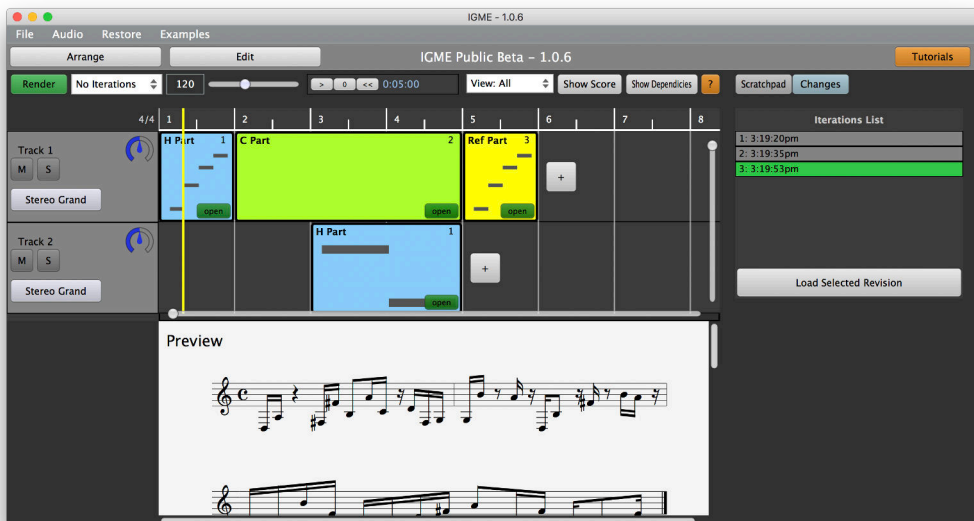 IGME - 1.0.6
File Audio Restore Examples
Arrange Edit IGME Public Beta - 1.0.6 Tutorials
Render No Iterations 120 > 0 << 0:05:00 View: All Show Score Show Dependicies ? Scratchpad Changes
4/4 1 2 3 4 5 6 7 8
Iterations List
Track 1
M S
Stereo Grand
H Part 1
open
C Part 2
open
Ref Part 3
open
+
1: 3:19:20pm
2: 3:19:35pm
3: 3:19:53pm
Track 2
M S
Stereo Grand
H Part 1
open
+
Load Selected Revision
Preview